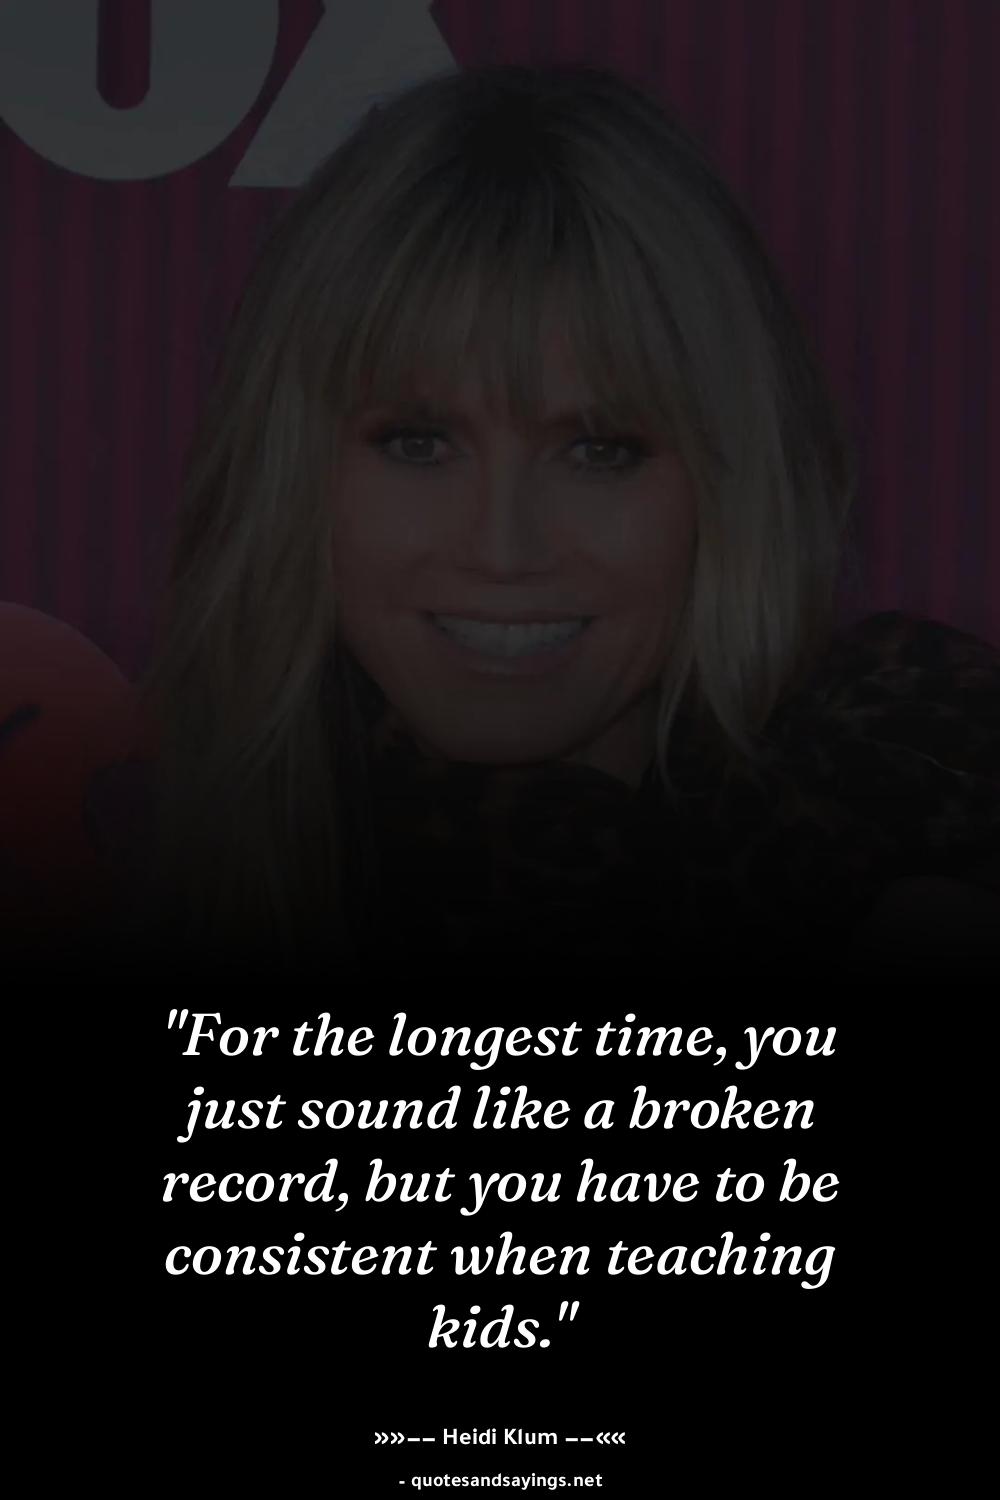 OX
"For the longest time, you
just sound like a broken
record, but you have to be
consistent when teaching
kids."
»»—— Heidi Klum ——««
- quotesandsayings.net